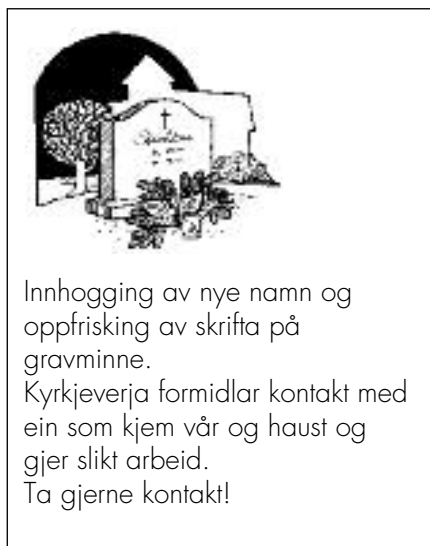 Innhogging av nye namn og
oppfrisking av skrifta på
gravminne.
Kyrkjeverja formidlar kontakt med
ein som kjem vår og haust og
gjer slikt arbeid.
Ta gjerne kontakt!